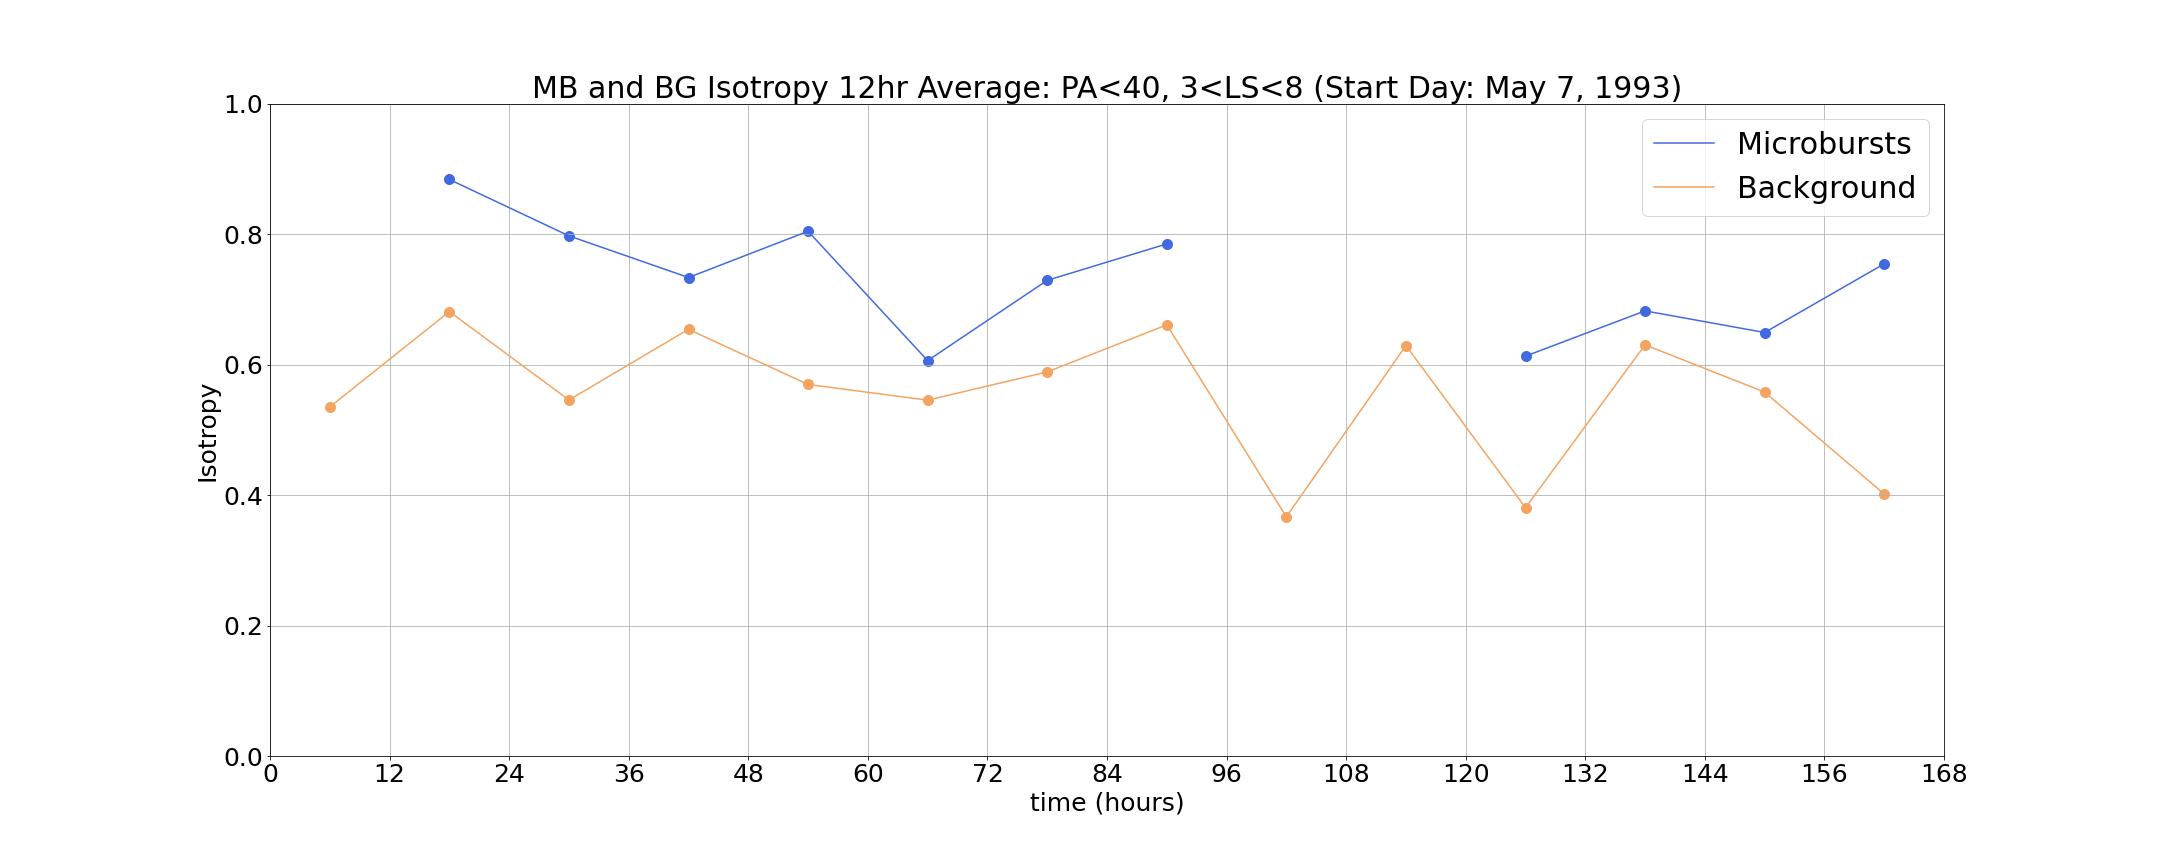 MB and BG Isotropy 12hr Average: PA<40, 3<LS<8 (Start Day: May 7, 1993)
Microbursts
Background
Isotropy
1.0
0.8
0.6
0.4
0.2
0.0
0 12 24 36 48 60 72 84 96 108 120 132 144 156 168
time (hours)